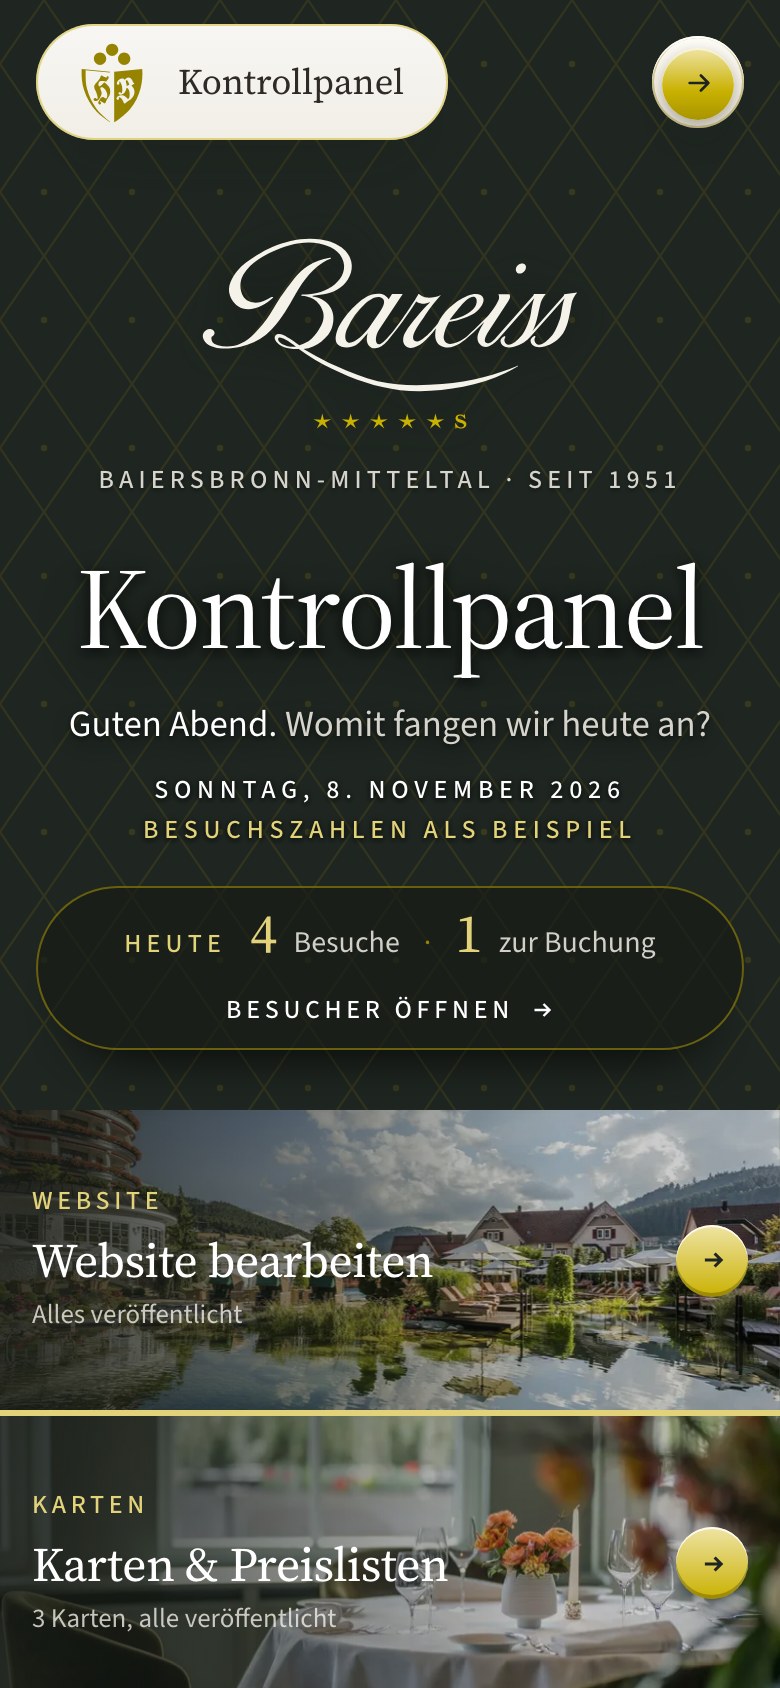 HB Kontrollpanel →
Bareiss
★★★★★S
BAIERSBRONN-MITTELTAL · SEIT 1951
Kontrollpanel
Guten Abend. Womit fangen wir heute an?
SONNTAG, 8. NOVEMBER 2026
BESUCHSZAHLEN ALS BEISPIEL
HEUTE 4 Besuche · 1 zur Buchung
BESUCHER ÖFFNEN →
WEBSITE
Website bearbeiten →
Alles veröffentlicht
KARTEN
Karten & Preislisten →
3 Karten, alle veröffentlicht